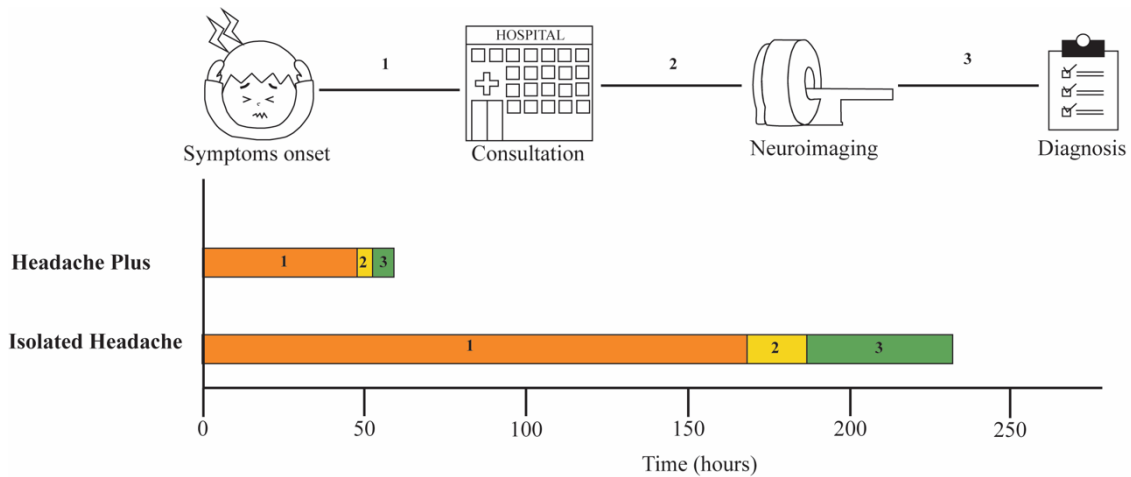 HOSPITAL
1
2
3
Symptoms onset
Consultation
Neuroimaging
Diagnosis
Headache Plus
1
2
3
Isolated Headache
1
2
3
0
50
100
150
200
250
Time (hours)